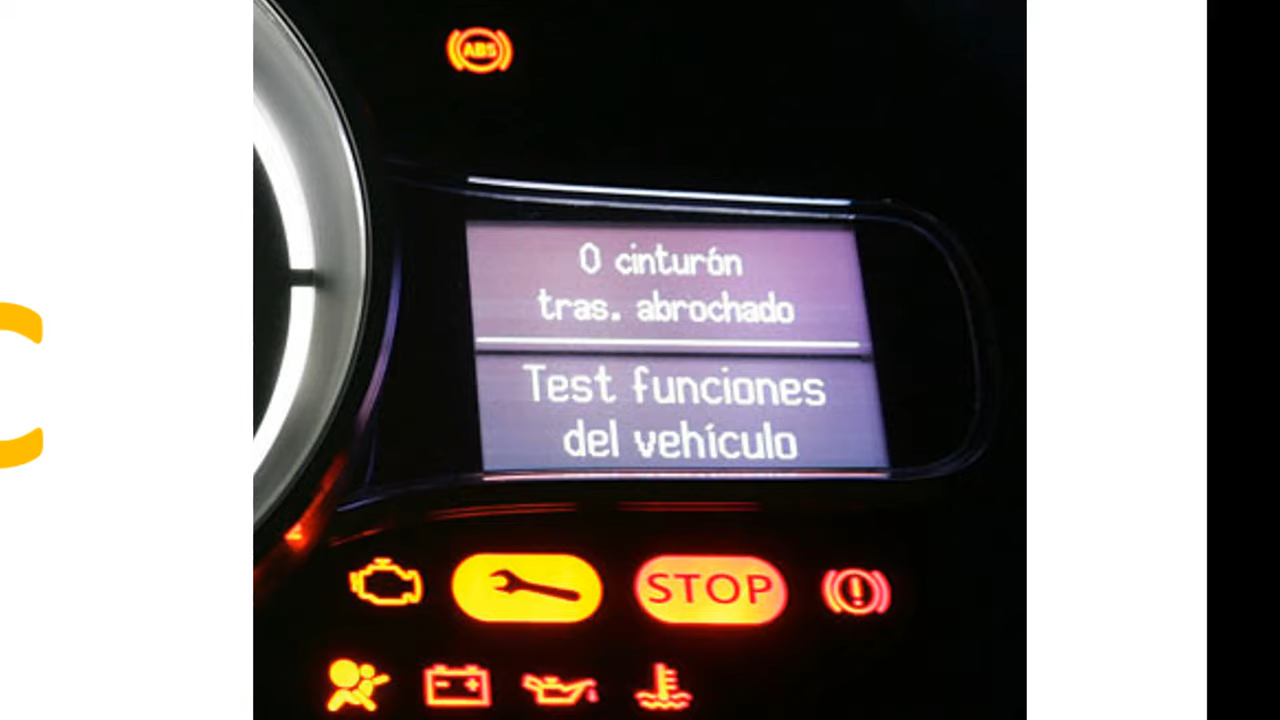 ABS
0 cinturón
tras. abrochado
Test funciones
del vehículo
STOP